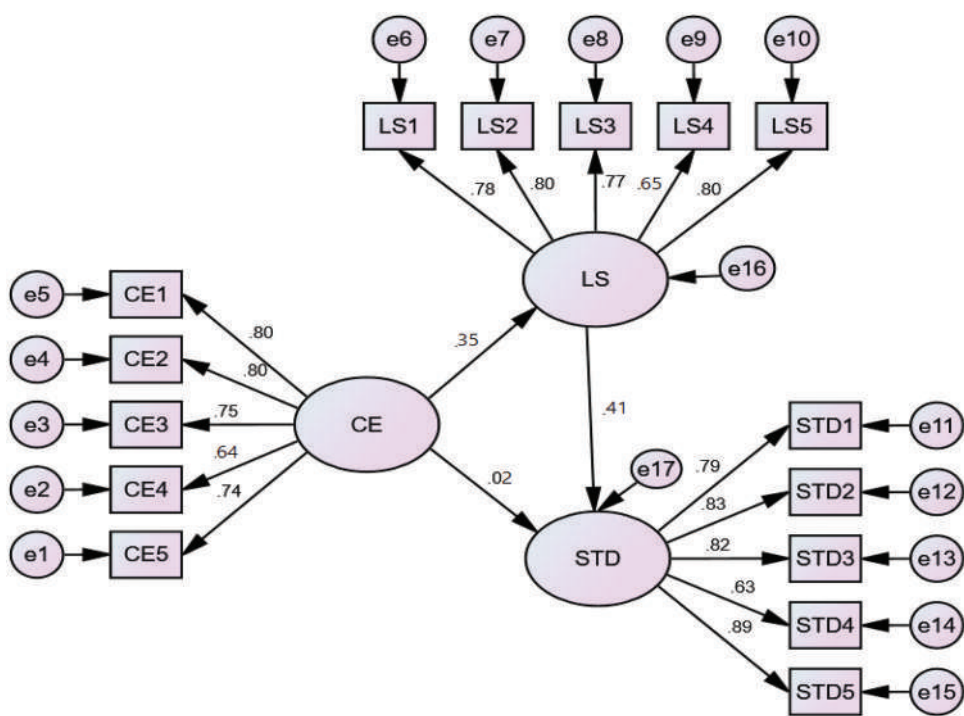 e6 e7 e8 e9 e10
LS1 LS2 LS3 LS4 LS5
.78 .80 .77 .65 .80
LS
e16
e5 CE1
.80
e4 CE2
.80
e3 CE3
.75
e2 CE4
.64
e1 CE5
.74
CE
.35
.41
.02
e17
STD
STD1 e11
.79
STD2 e12
.83
STD3 e13
.82
STD4 e14
.63
STD5 e15
.89